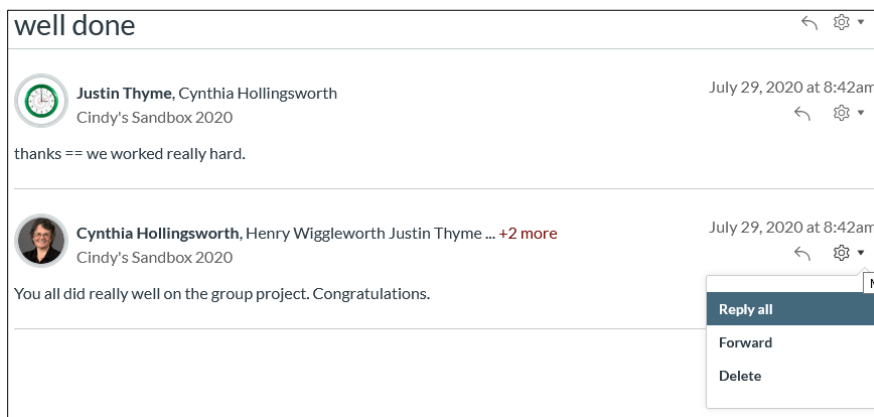 well done
Justin Thyme, Cynthia Hollingsworth
July 29, 2020 at 8:42am
Cindy's Sandbox 2020
thanks == we worked really hard.
Cynthia Hollingsworth, Henry Wiggleworth Justin Thyme ... +2 more
July 29, 2020 at 8:42am
Cindy's Sandbox 2020
You all did really well on the group project. Congratulations.
Reply all
Forward
Delete